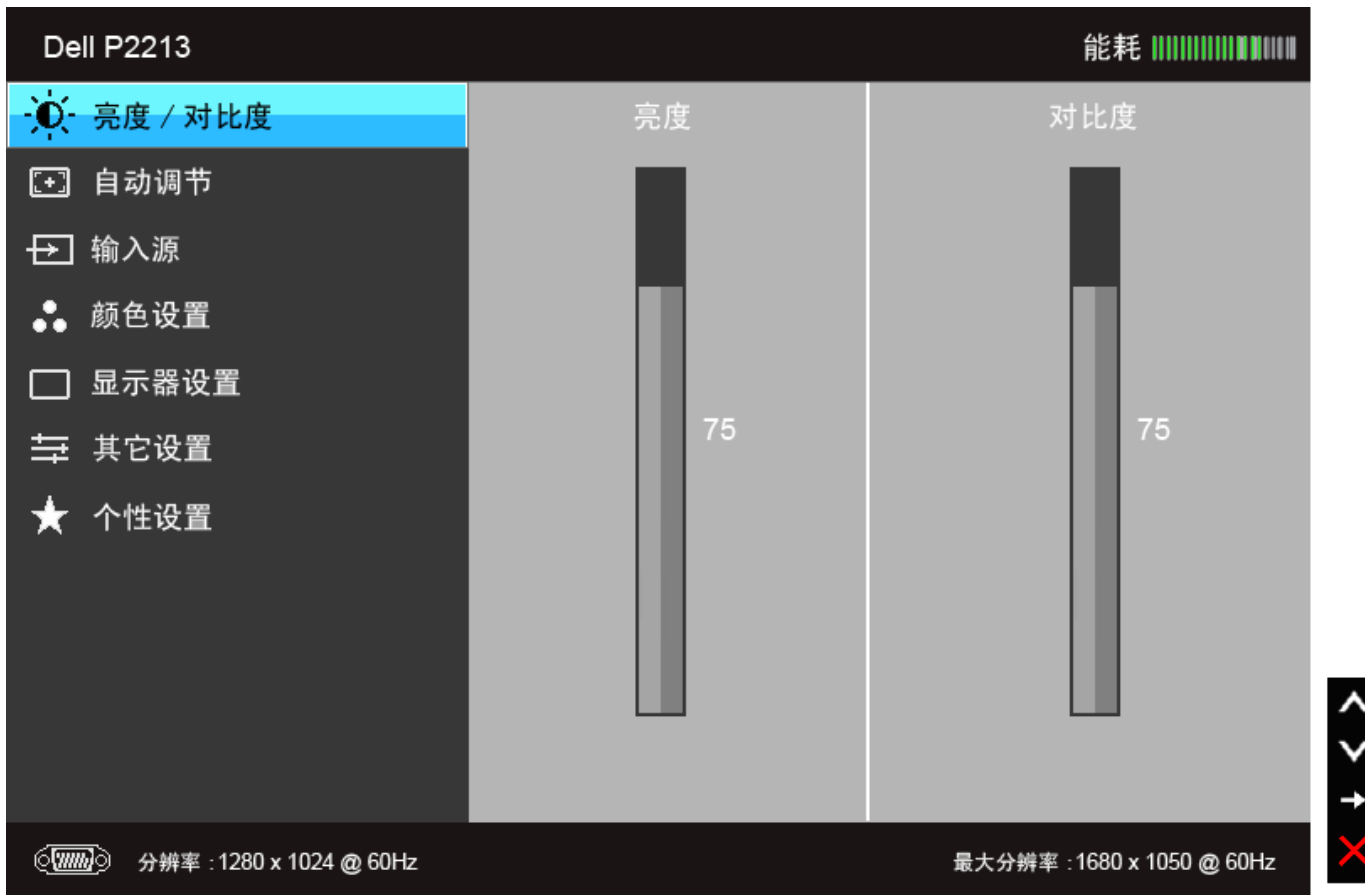 Dell P2213
能耗
亮度 / 对比度
自动调节
输入源
颜色设置
显示器设置
其它设置
个性设置
亮度
75
对比度
75
分辨率 : 1280 x 1024 @ 60Hz
最大分辨率 : 1680 x 1050 @ 60Hz